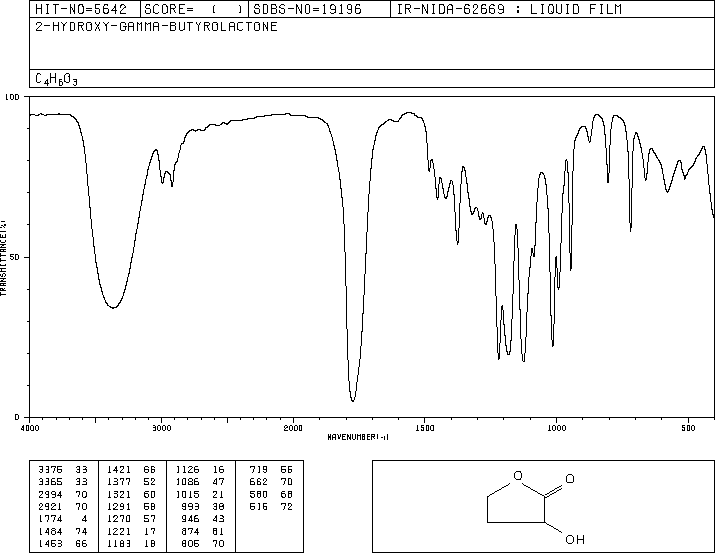 HIT-NO=5642 SCORE= ( ) SDBS-NO=19196 IR-NIDA-62669 : LIQUID FILM
2-HYDROXY-GAMMA-BUTYROLACTONE
C4H6O3
100
50
0
TRANSMITTANCE(%)
4000 3000 2000 1500 1000 500
WAVENUMBER(-1)
3376 33 1421 66 1126 16 719 55
3365 33 1377 52 1086 47 662 70
2994 70 1321 60 1015 21 580 68
2921 70 1291 58 993 38 516 72
1774 4 1270 57 946 43
1484 74 1221 17 874 81
1453 66 1183 18 805 70
O
O
OH